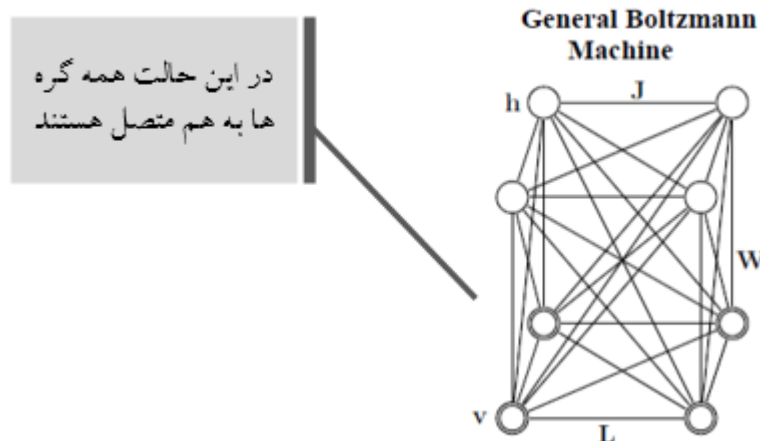 General Boltzmann
Machine
در این حالت همه گره
ها به هم متصل هستند
h
J
W
v
L